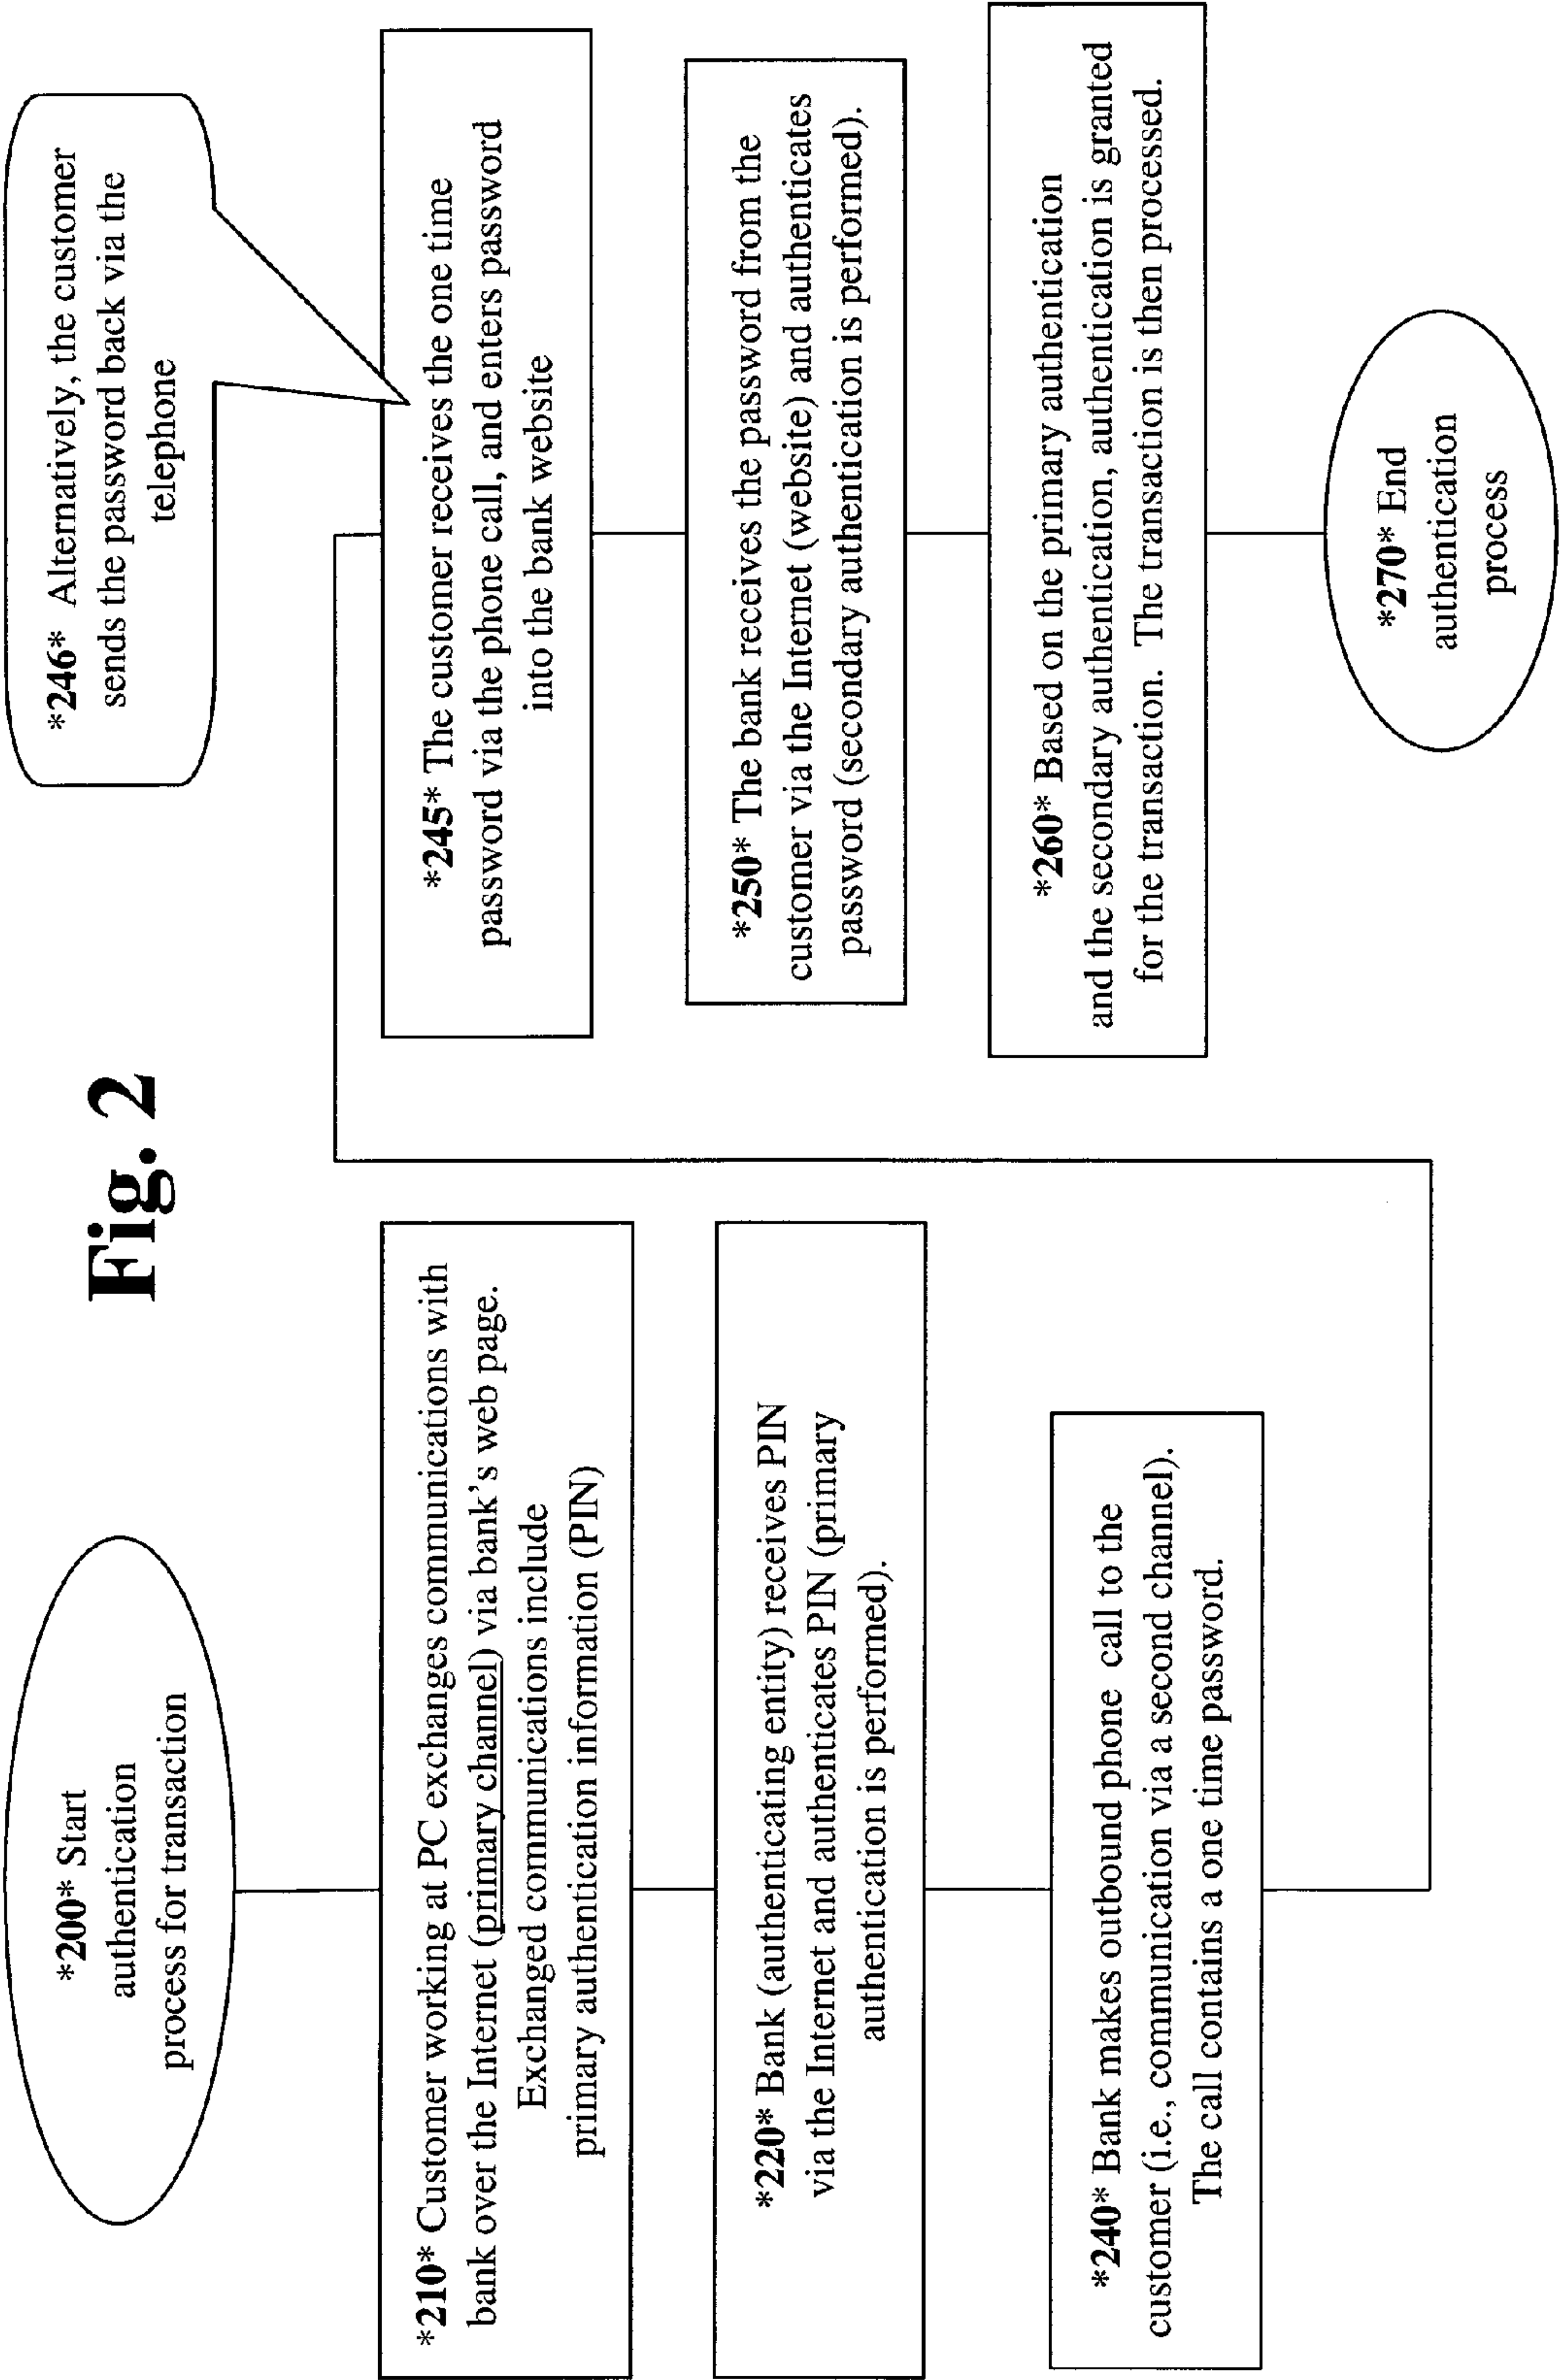 Fig. 2
*200* Start
authentication
process for transaction
*210* Customer working at PC exchanges communications with
bank over the Internet (primary channel) via bank's web page.
Exchanged communications include
primary authentication information (PIN)
*220* Bank (authenticating entity) receives PIN
via the Internet and authenticates PIN (primary
authentication is performed).
*240* Bank makes outbound phone call to the
customer (i.e., communication via a second channel).
The call contains a one time password.
*246* Alternatively, the customer
sends the password back via the
telephone
*245* The customer receives the one time
password via the phone call, and enters password
into the bank website
*250* The bank receives the password from the
customer via the Internet (website) and authenticates
password (secondary authentication is performed).
*260* Based on the primary authentication
and the secondary authentication, authentication is granted
for the transaction. The transaction is then processed.
*270* End
authentication
process